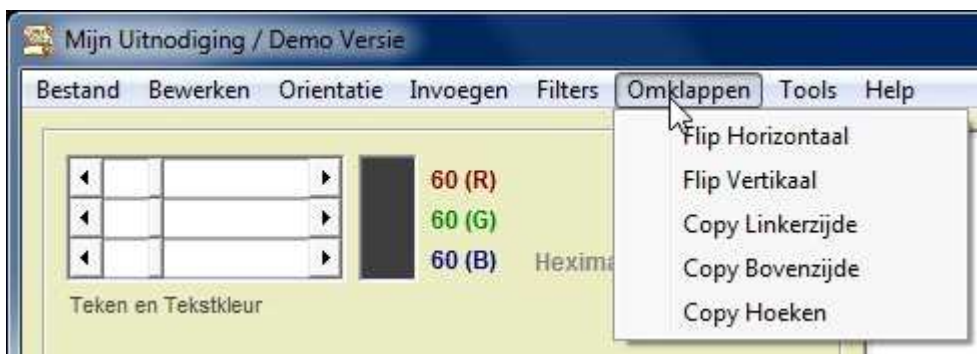 Mijn Uitnodiging / Demo Versie
Bestand Bewerken Orientatie Invoegen Filters Omklappen Tools Help
Flip Horizontaal
60 (R)
Flip Vertikaal
60 (G)
Copy Linkerzijde
60 (B)
Copy Bovenzijde
Teken en Tekstkleur
Copy Hoeken